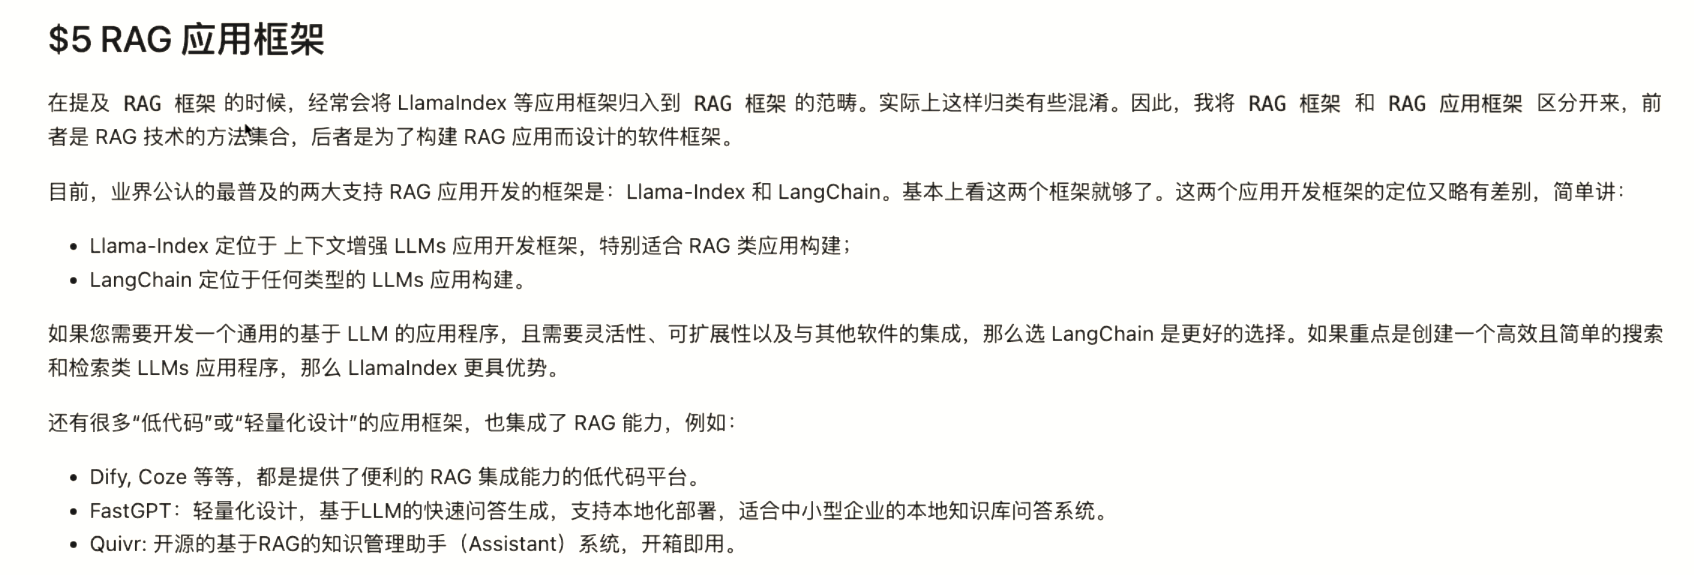 $5 RAG 应用框架
在提及 RAG 框架 的时候，经常会将 LlamaIndex 等应用框架归入到 RAG 框架 的范畴。实际上这样归类有些混淆。因此，我将 RAG 框架 和 RAG 应用框架 区分开来，前
者是 RAG 技术的方法集合，后者是为了构建 RAG 应用而设计的软件框架。
目前，业界公认的最普及的两大支持 RAG 应用开发的框架是：Llama-Index 和 LangChain。基本上看这两个框架就够了。这两个应用开发框架的定位又略有差别，简单讲：
• Llama-Index 定位于 上下文增强 LLMs 应用开发框架，特别适合 RAG 类应用构建；
• LangChain 定位于任何类型的 LLMs 应用构建。
如果您需要开发一个通用的基于 LLM 的应用程序，且需要灵活性、可扩展性以及与其他软件的集成，那么选 LangChain 是更好的选择。如果重点是创建一个高效且简单的搜索
和检索类 LLMs 应用程序，那么 LlamaIndex 更具优势。
还有很多“低代码”或“轻量化设计”的应用框架，也集成了 RAG 能力，例如：
• Dify, Coze 等等，都是提供了便利的 RAG 集成能力的低代码平台。
• FastGPT：轻量化设计，基于LLM的快速问答生成，支持本地化部署，适合中小型企业的本地知识库问答系统。
• Quivr: 开源的基于RAG的知识管理助手（Assistant）系统，开箱即用。